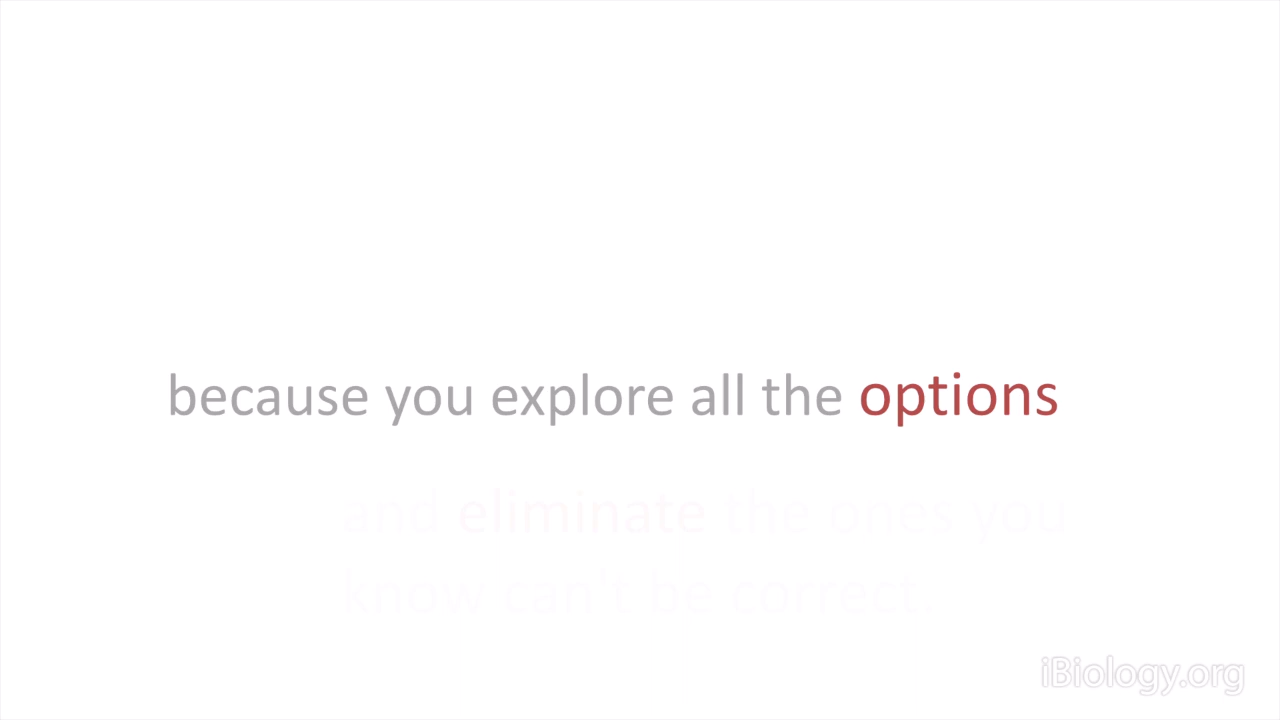 because you explore all the options
and eliminate the ones you
know can't be correct.
iBiology.org